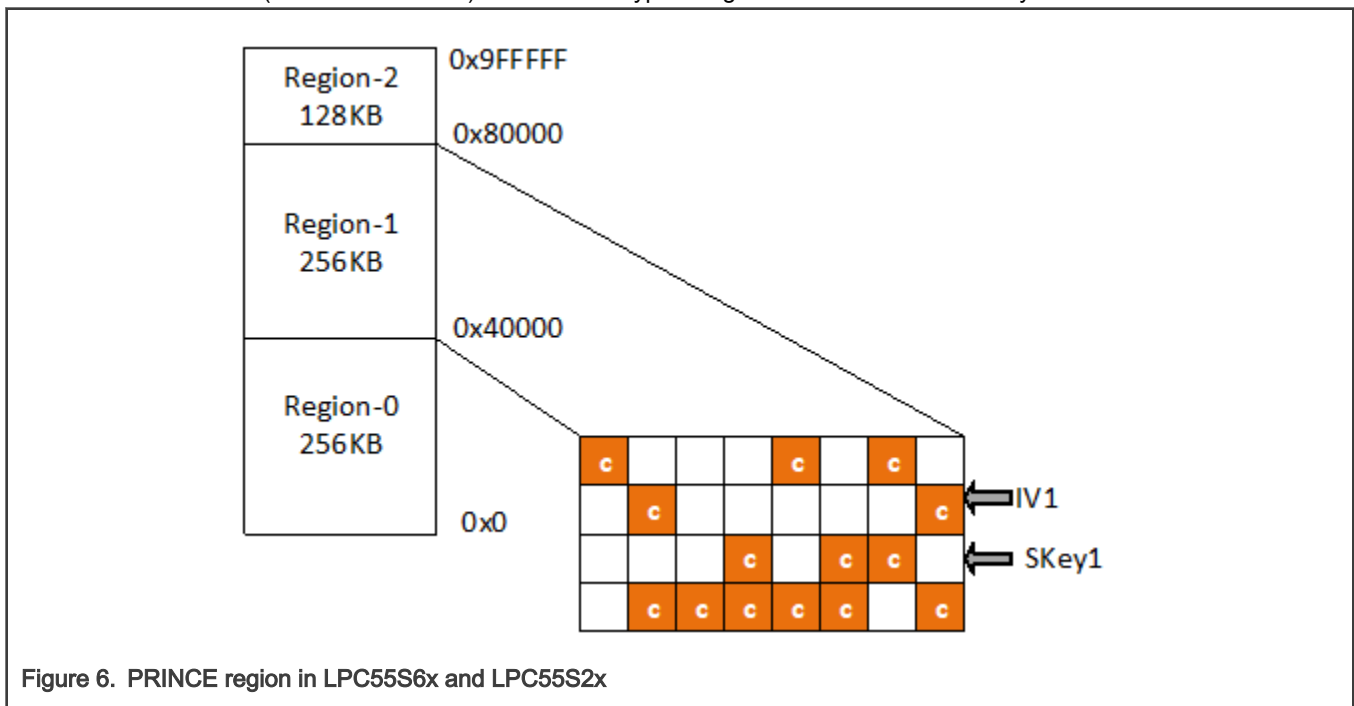 Region-2
128KB
0x9FFFFF
0x80000
Region-1
256KB
0x40000
Region-0
256KB
0x0
c c c
c c
c c c
c c c c c c
IV1
SKey1
Figure 6. PRINCE region in LPC55S6x and LPC55S2x